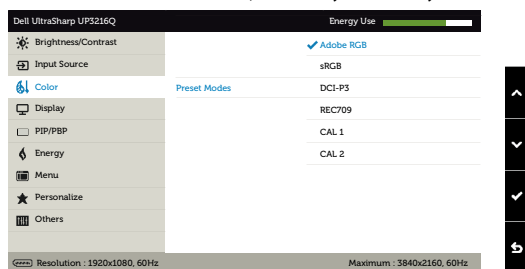 Dell UltraSharp UP3216Q Energy Use
Brightness/Contrast
Input Source
Color
Display
PIP/PBP
Energy
Menu
Personalize
Others
Preset Modes
Adobe RGB
sRGB
DCI-P3
REC709
CAL 1
CAL 2
Resolution : 1920x1080, 60Hz Maximum : 3840x2160, 60Hz